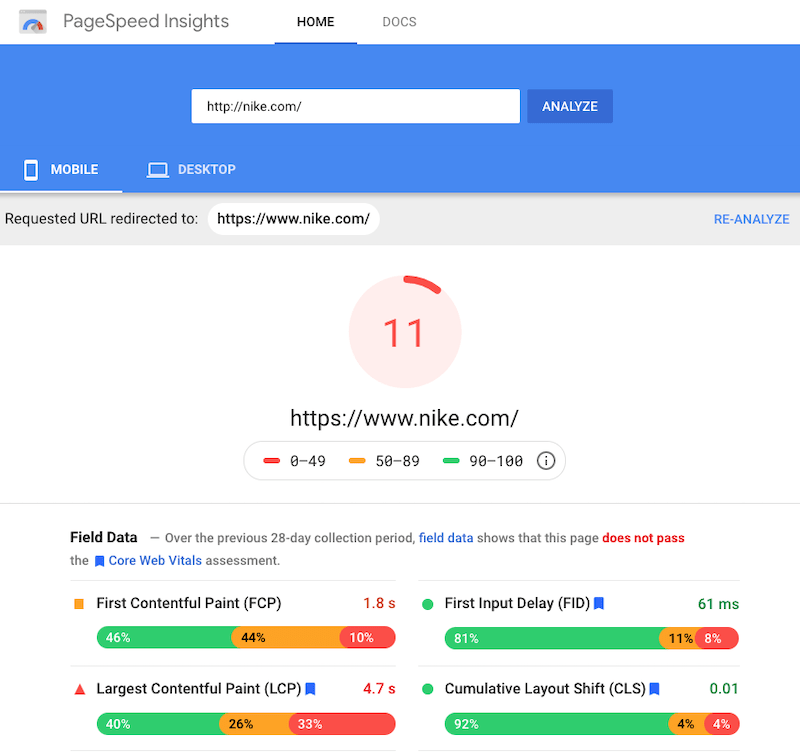 PageSpeed Insights HOME DOCS
http://nike.com/ ANALYZE
MOBILE DESKTOP
Requested URL redirected to: https://www.nike.com/ RE-ANALYZE
11
https://www.nike.com/
0–49 50–89 90–100
Field Data — Over the previous 28-day collection period, field data shows that this page does not pass
the Core Web Vitals assessment.
First Contentful Paint (FCP) 1.8 s
46% 44% 10%
First Input Delay (FID) 61 ms
81% 11% 8%
Largest Contentful Paint (LCP) 4.7 s
40% 26% 33%
Cumulative Layout Shift (CLS) 0.01
92% 4% 4%